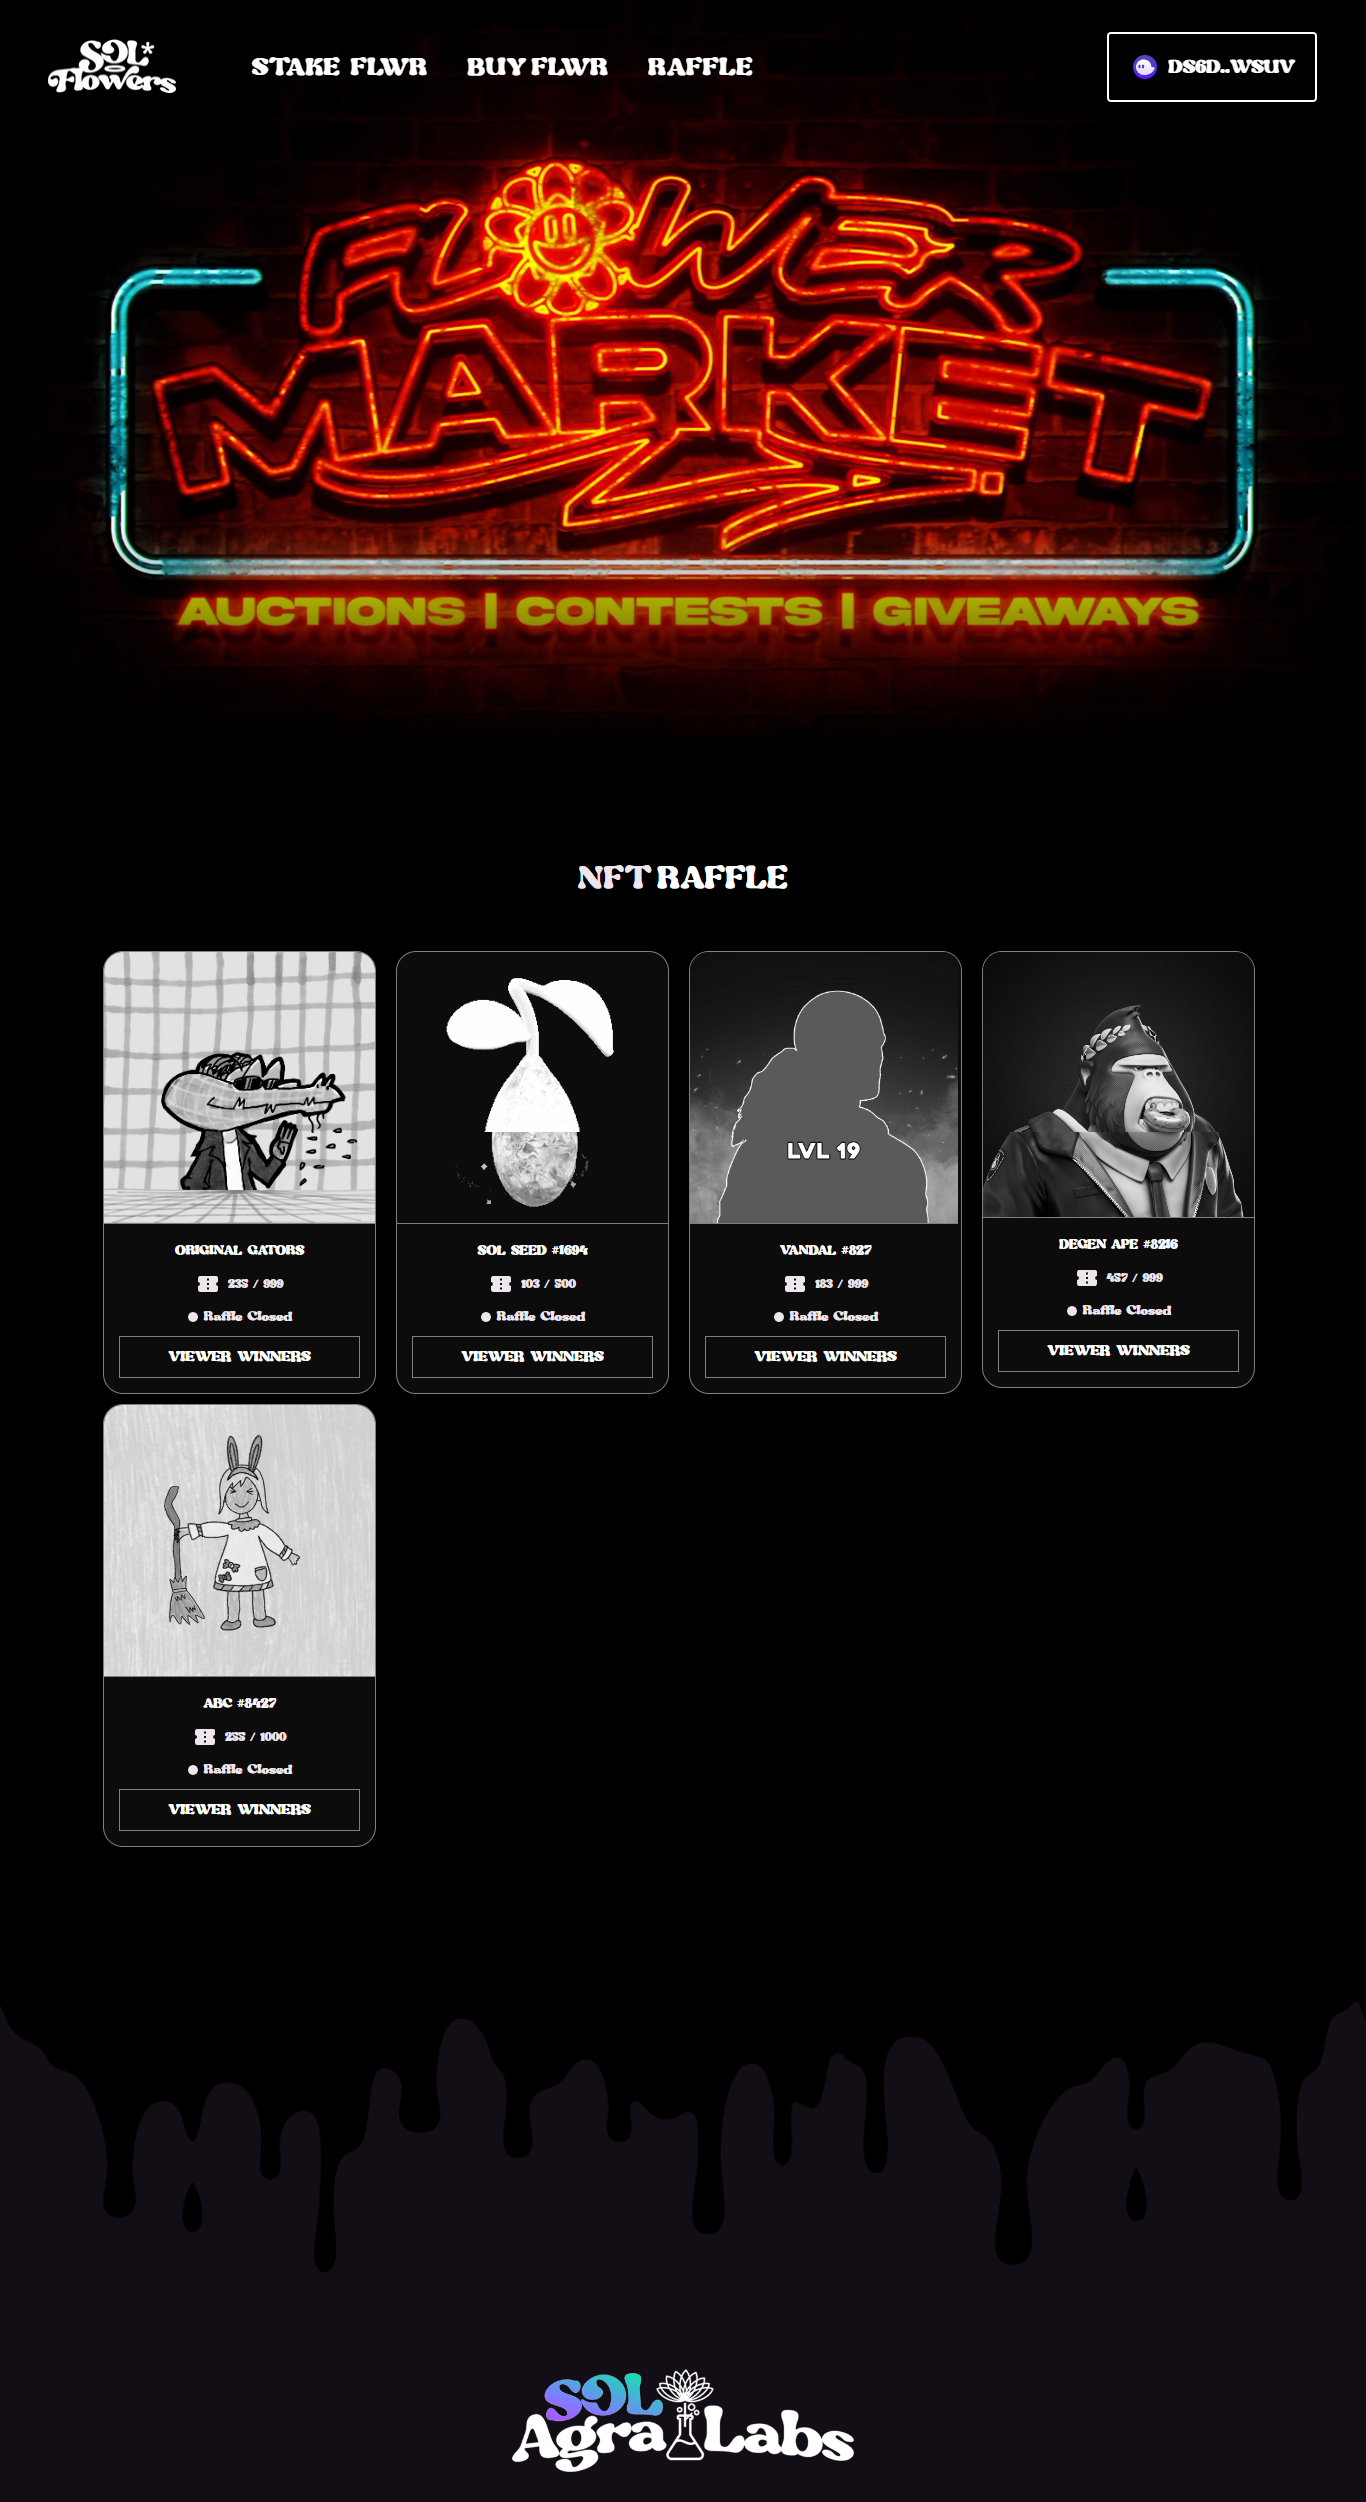 SOL*
Flowers
STAKE FLWR
BUY FLWR
RAFFLE
DS6D..WSUV
FLOWER
MARKET
AUCTIONS | CONTESTS | GIVEAWAYS
NFT RAFFLE
ORIGINAL GATORS
235 / 999
Raffle Closed
VIEWER WINNERS
SOL SEED #1694
103 / 500
Raffle Closed
VIEWER WINNERS
LVL 19
VANDAL #827
183 / 999
Raffle Closed
VIEWER WINNERS
DEGEN APE #8216
457 / 999
Raffle Closed
VIEWER WINNERS
ABC #8427
255 / 1000
Raffle Closed
VIEWER WINNERS
SOL
Agra Labs